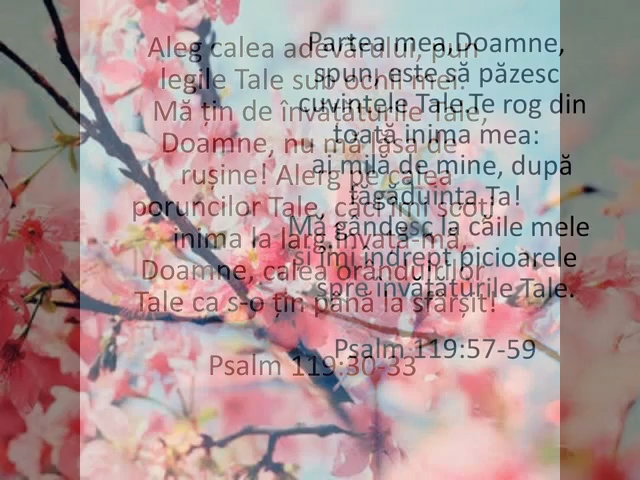 Aleg calea adevărului, pun
legile Tale sub ochii mei.
Mă țin de învățăturile Tale,
Doamne, nu mă lăsa de
rușine! Alerg pe calea
poruncilor Tale, căci îmi scoți
inima la larg.Învață-mă,
Doamne, calea orânduițiilor
Tale ca s-o țin până la sfârșit!
Psalm 119:30-33
Partea mea,Doamne,
spun, este să păzesc
cuvintele Tale.Te rog din
toată inima mea:
ai milă de mine, după
făgăduința Ta!
Mă gândesc la căile mele
și îmi îndrept picioarele
spre învățăturile Tale.
Psalm 119:57-59